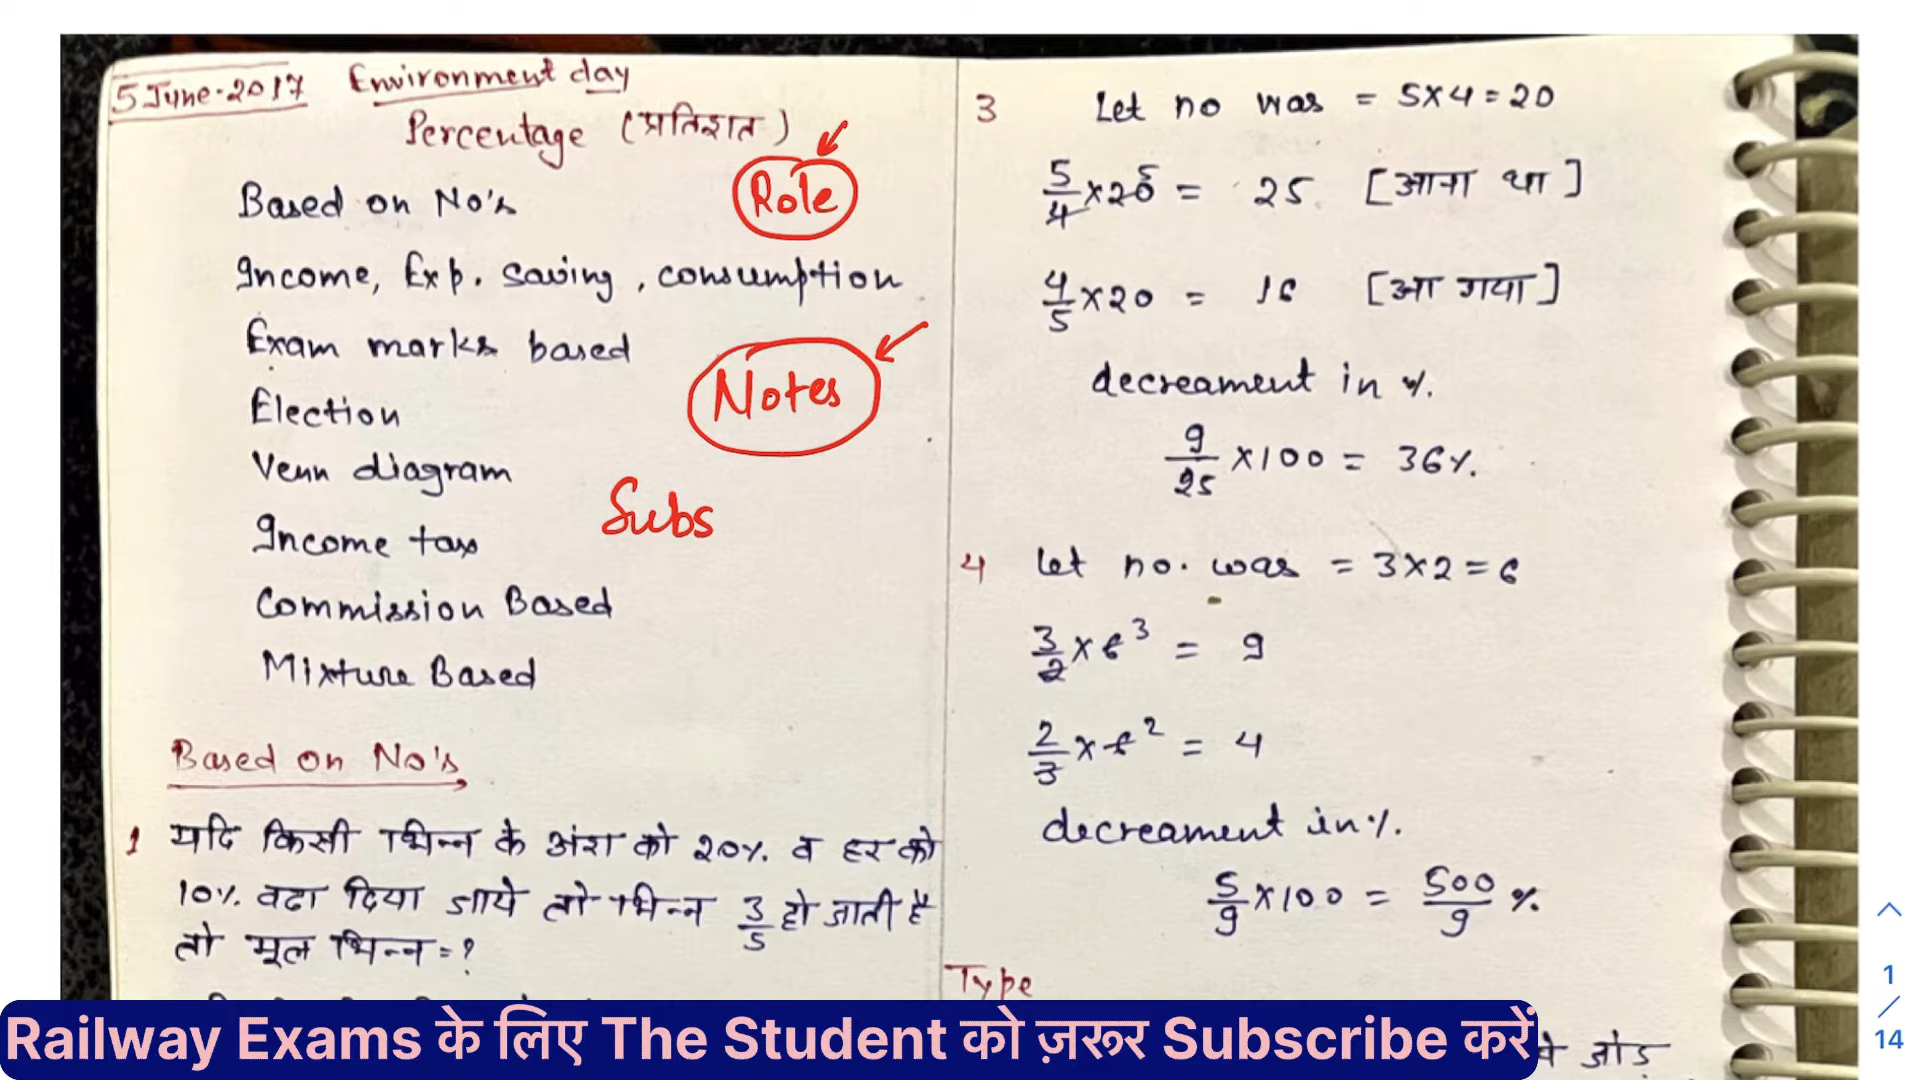 5 June-2017 Environment day
Percentage (प्रतिशत)
Role
Based on No's
Income, Exp. saving, consumption
Exam marks based
Notes
Election
Venn diagram
Subs
Income tax
Commission Based
Mixture Based
Based on No's
1 यदि किसी भिन्न के अंश को 20% व हर को
10% बढा दिया जाये तो भिन्न 3/5 हो जाती है
तो मूल भिन्न = ?
3 Let no was = 5×4=20
5/4 ×20 5 = 25 [आना था]
4/5 ×20 = 16 [आ गया]
decreament in %.
9/25 ×100 = 36%.
4 Let no. was = 3×2=6
3/2 ×6 3 = 9
2/3 ×6 2 = 4
decreament in %.
5/9 ×100 = 500/9 %
Type
जोड़
Railway Exams के लिए The Student को ज़रूर Subscribe करें
1
/
14